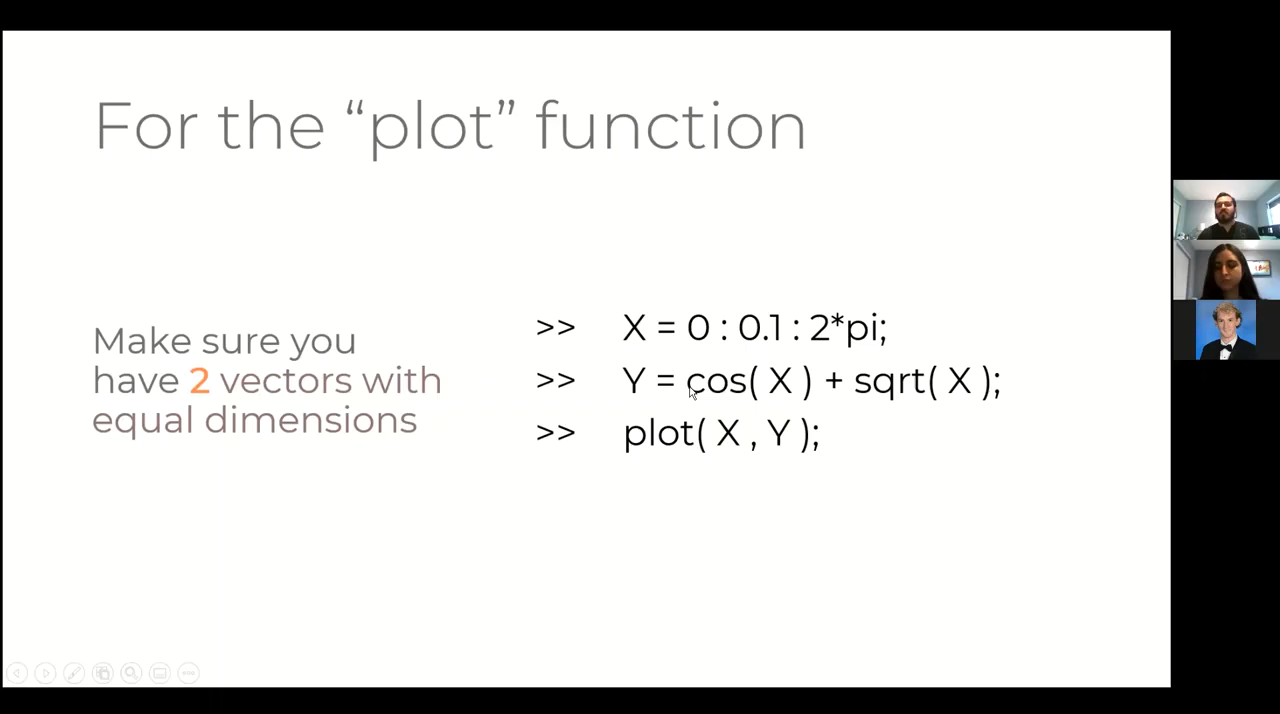 For the “plot” function
Make sure you
have 2 vectors with
equal dimensions
>> X = 0 : 0.1 : 2*pi;
>> Y = cos( X ) + sqrt( X );
>> plot( X , Y );